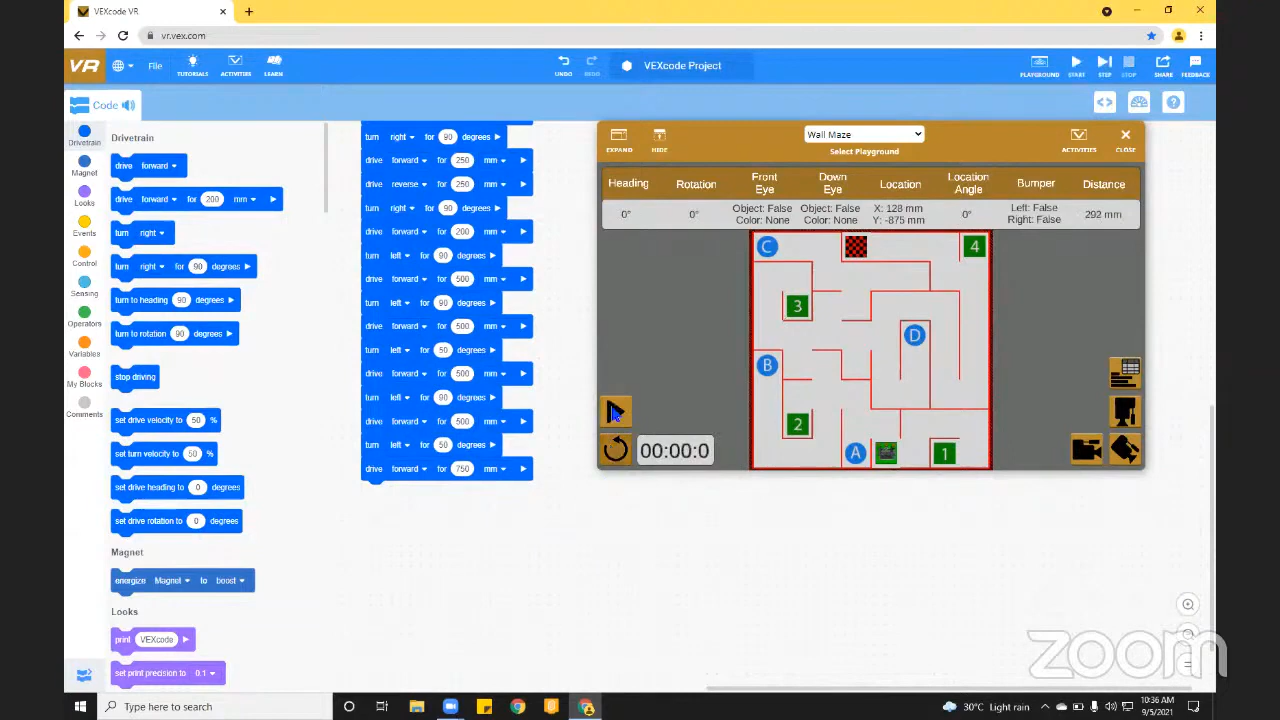 VEXcode VR
vr.vex.com
VR
File
TUTORIALS
ACTIVITIES
LEARN
UNDO
REDO
VEXcode Project
PLAYGROUND
START
STEP
STOP
SHARE
FEEDBACK
Code
Drivetrain
Magnet
Looks
Events
Control
Sensing
Operators
Variables
My Blocks
Comments
Drivetrain
drive forward
drive forward for 200 mm
turn right
turn right for 90 degrees
turn to heading 90 degrees
turn to rotation 90 degrees
stop driving
set drive velocity to 50 %
set turn velocity to 50 %
set drive heading to 0 degrees
set drive rotation to 0 degrees
Magnet
energize Magnet to boost
Looks
print VEXcode
set print precision to 0.1
turn right for 90 degrees
drive forward for 250 mm
drive reverse for 250 mm
turn right for 90 degrees
drive forward for 200 mm
turn left for 90 degrees
drive forward for 500 mm
turn left for 90 degrees
drive forward for 500 mm
turn left for 50 degrees
drive forward for 500 mm
turn left for 90 degrees
drive forward for 500 mm
turn left for 50 degrees
drive forward for 750 mm
EXPAND
HIDE
Wall Maze
Select Playground
ACTIVITIES
CLOSE
Heading Rotation Front Eye Down Eye Location Location Angle Bumper Distance
0° 0° Object: False Object: False X: 128 mm 0° Left: False 292 mm
Color: None Color: None Y: -875 mm Right: False
C
4
3
D
B
2
A
1
00:00:0
zoom
Type here to search
30°C Light rain
10:36 AM
9/5/2021